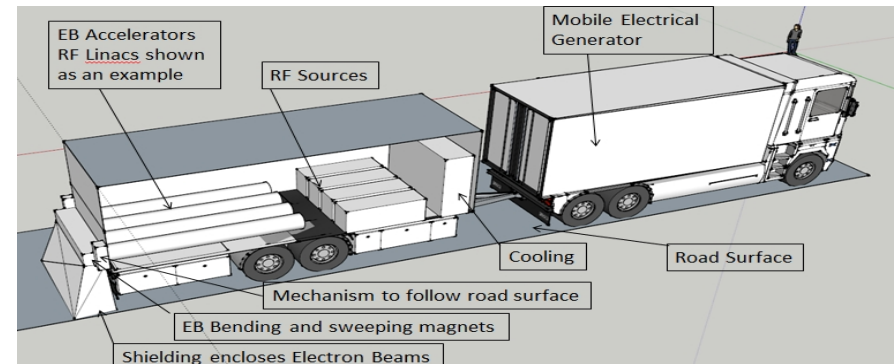 EB Accelerators
RF Linacs shown
as an example
RF Sources
Mobile Electrical
Generator
Cooling
Road Surface
Mechanism to follow road surface
EB Bending and sweeping magnets
Shielding encloses Electron Beams